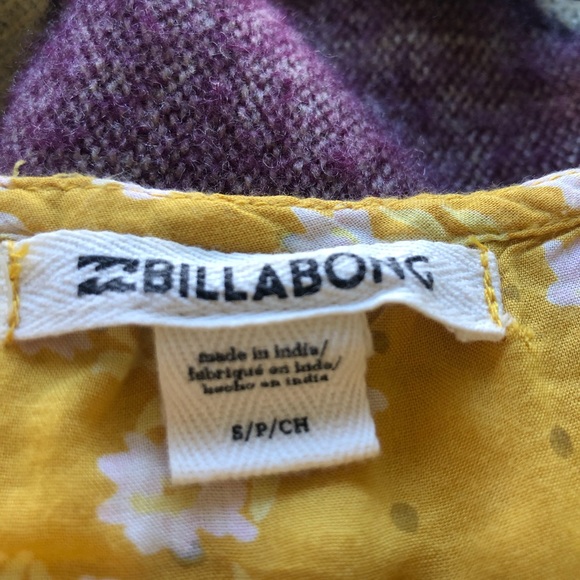 BILLABONG
made in india/
fabriqué en inde/
hecho en india
S/P/CH